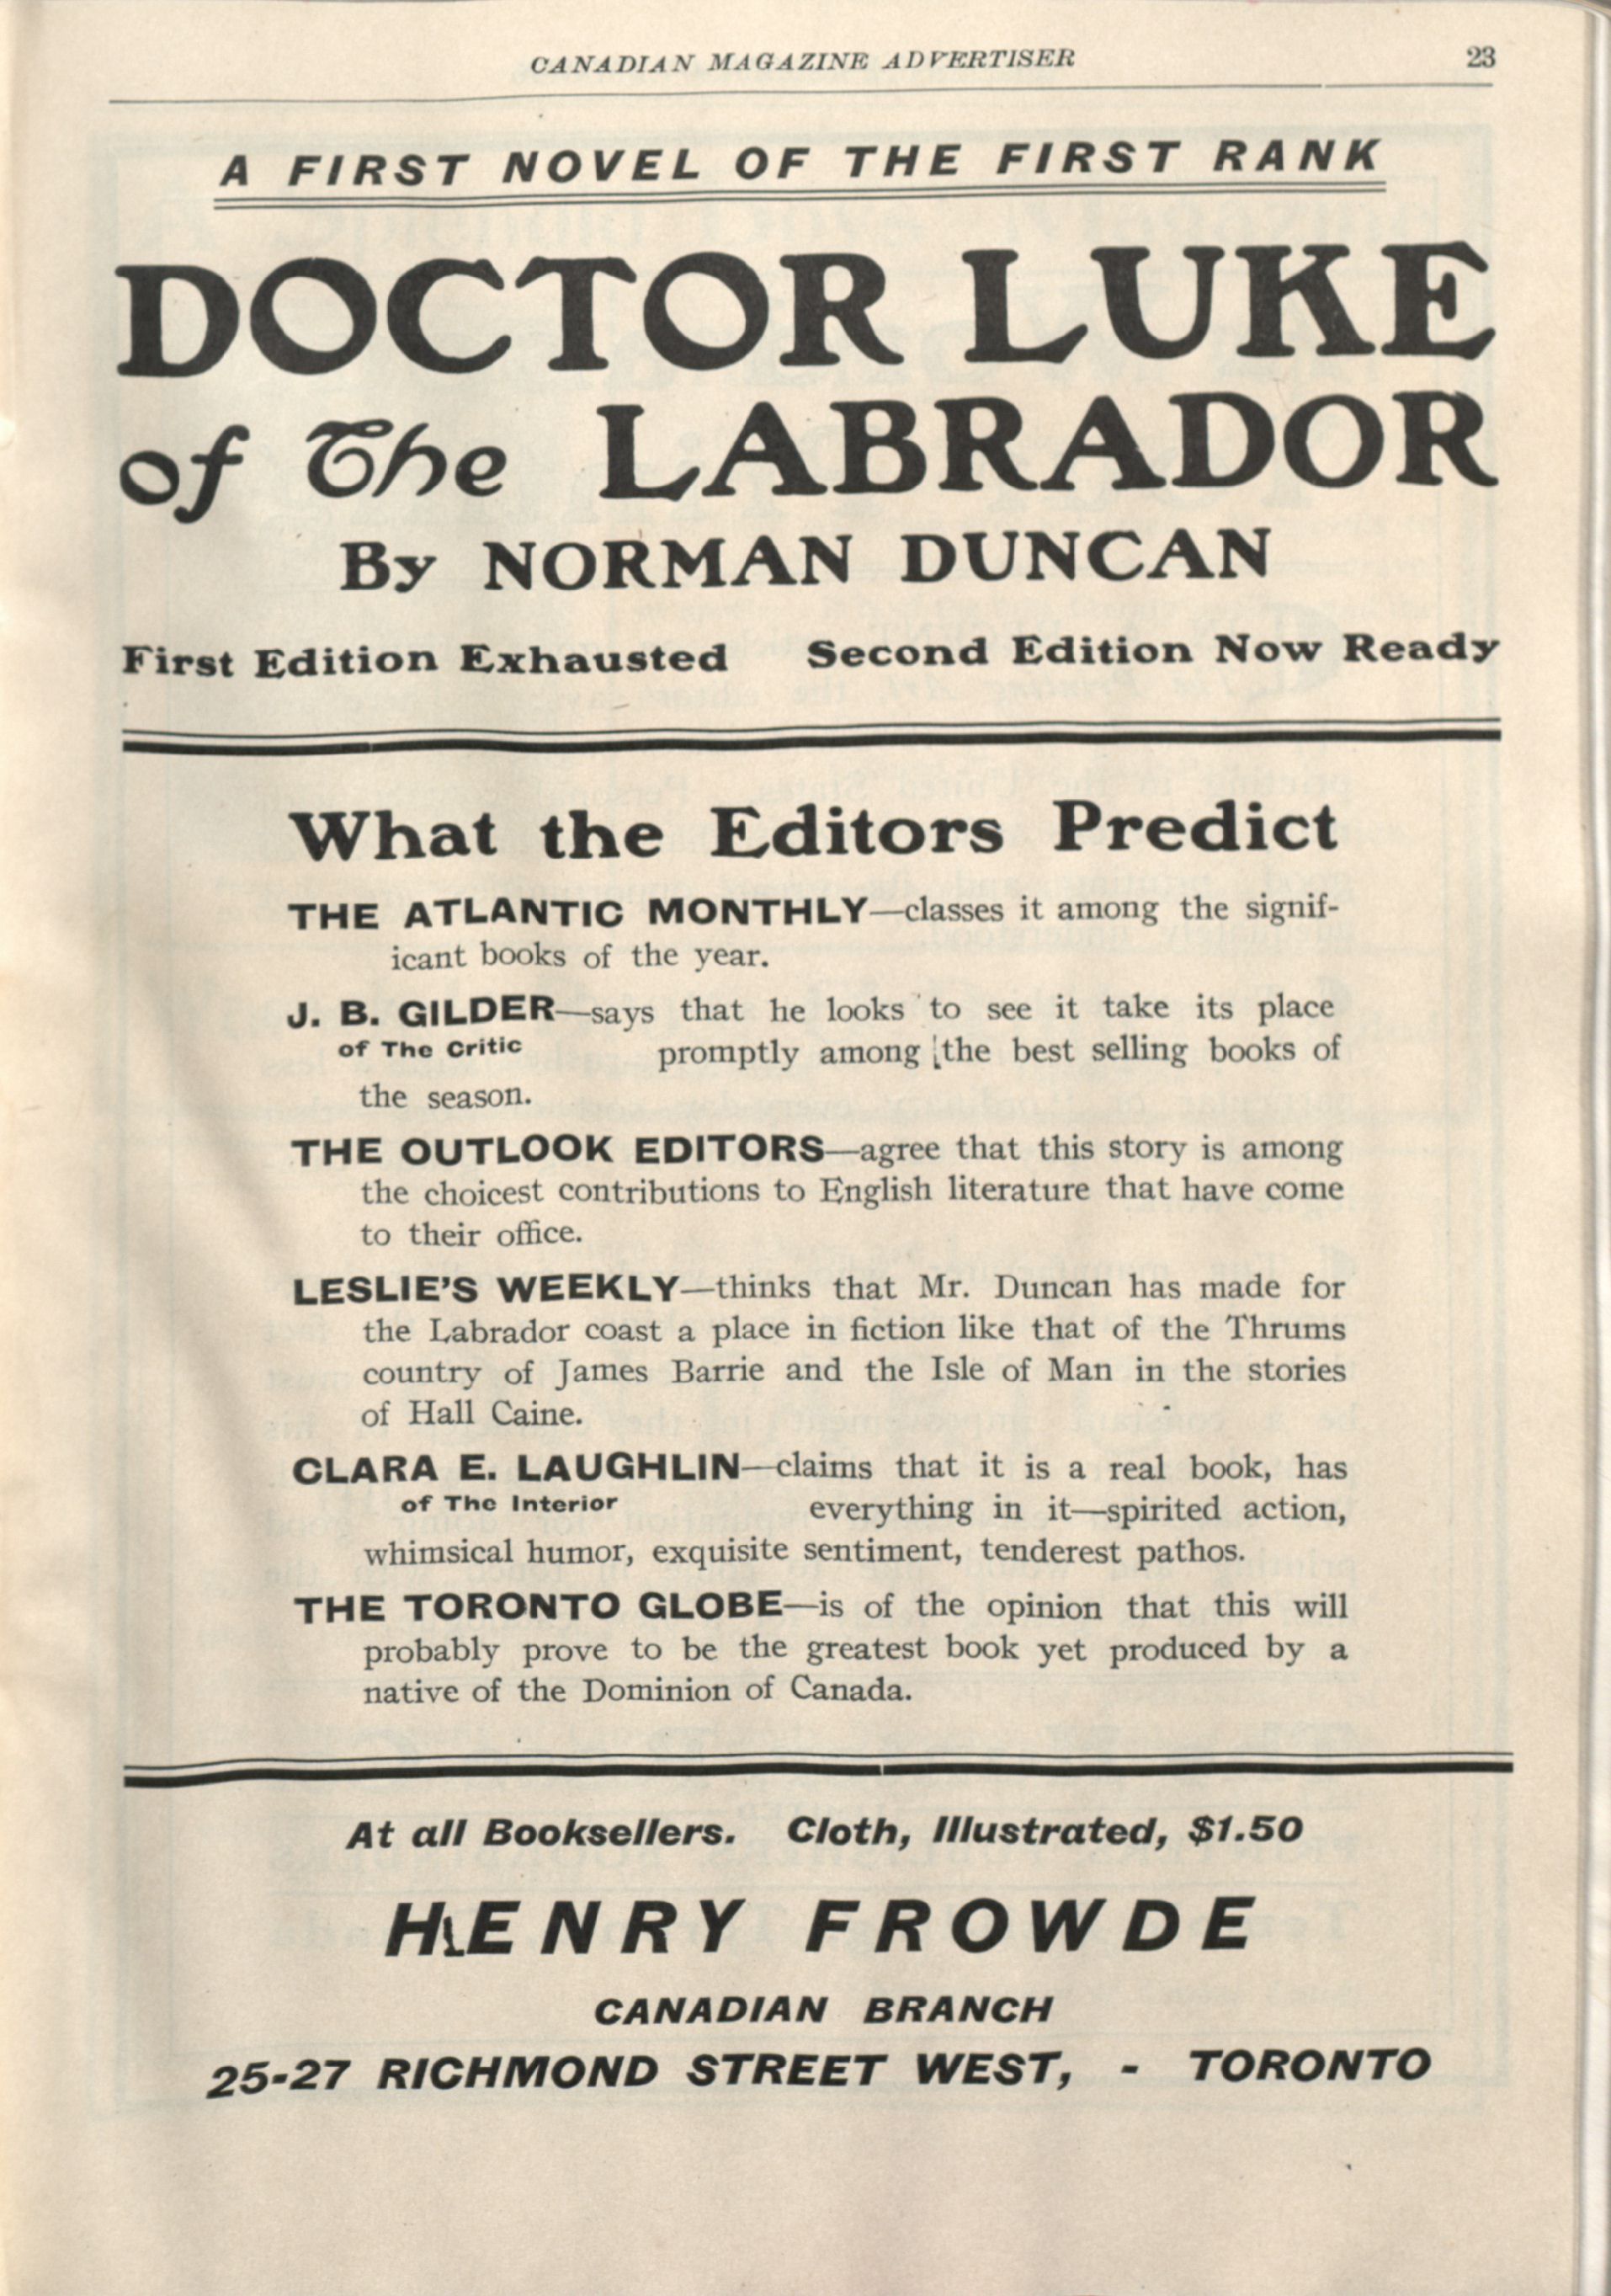 CANADIAN MAGAZINE ADVERTISER 23
A FIRST NOVEL OF THE FIRST RANK
DOCTOR LUKE
of The LABRADOR
By NORMAN DUNCAN
First Edition Exhausted Second Edition Now Ready
What the Editors Predict
THE ATLANTIC MONTHLY—classes it among the signif-
icant books of the year.
J. B. GILDER—says that he looks to see it take its place
of The Critic promptly among the best selling books of
the season.
THE OUTLOOK EDITORS—agree that this story is among
the choicest contributions to English literature that have come
to their office.
LESLIE'S WEEKLY—thinks that Mr. Duncan has made for
the Labrador coast a place in fiction like that of the Thrums
country of James Barrie and the Isle of Man in the stories
of Hall Caine.
CLARA E. LAUGHLIN—claims that it is a real book, has
of The Interior everything in it—spirited action,
whimsical humor, exquisite sentiment, tenderest pathos.
THE TORONTO GLOBE—is of the opinion that this will
probably prove to be the greatest book yet produced by a
native of the Dominion of Canada.
At all Booksellers. Cloth, Illustrated, $1.50
HENRY FROWDE
CANADIAN BRANCH
25-27 RICHMOND STREET WEST, - TORONTO